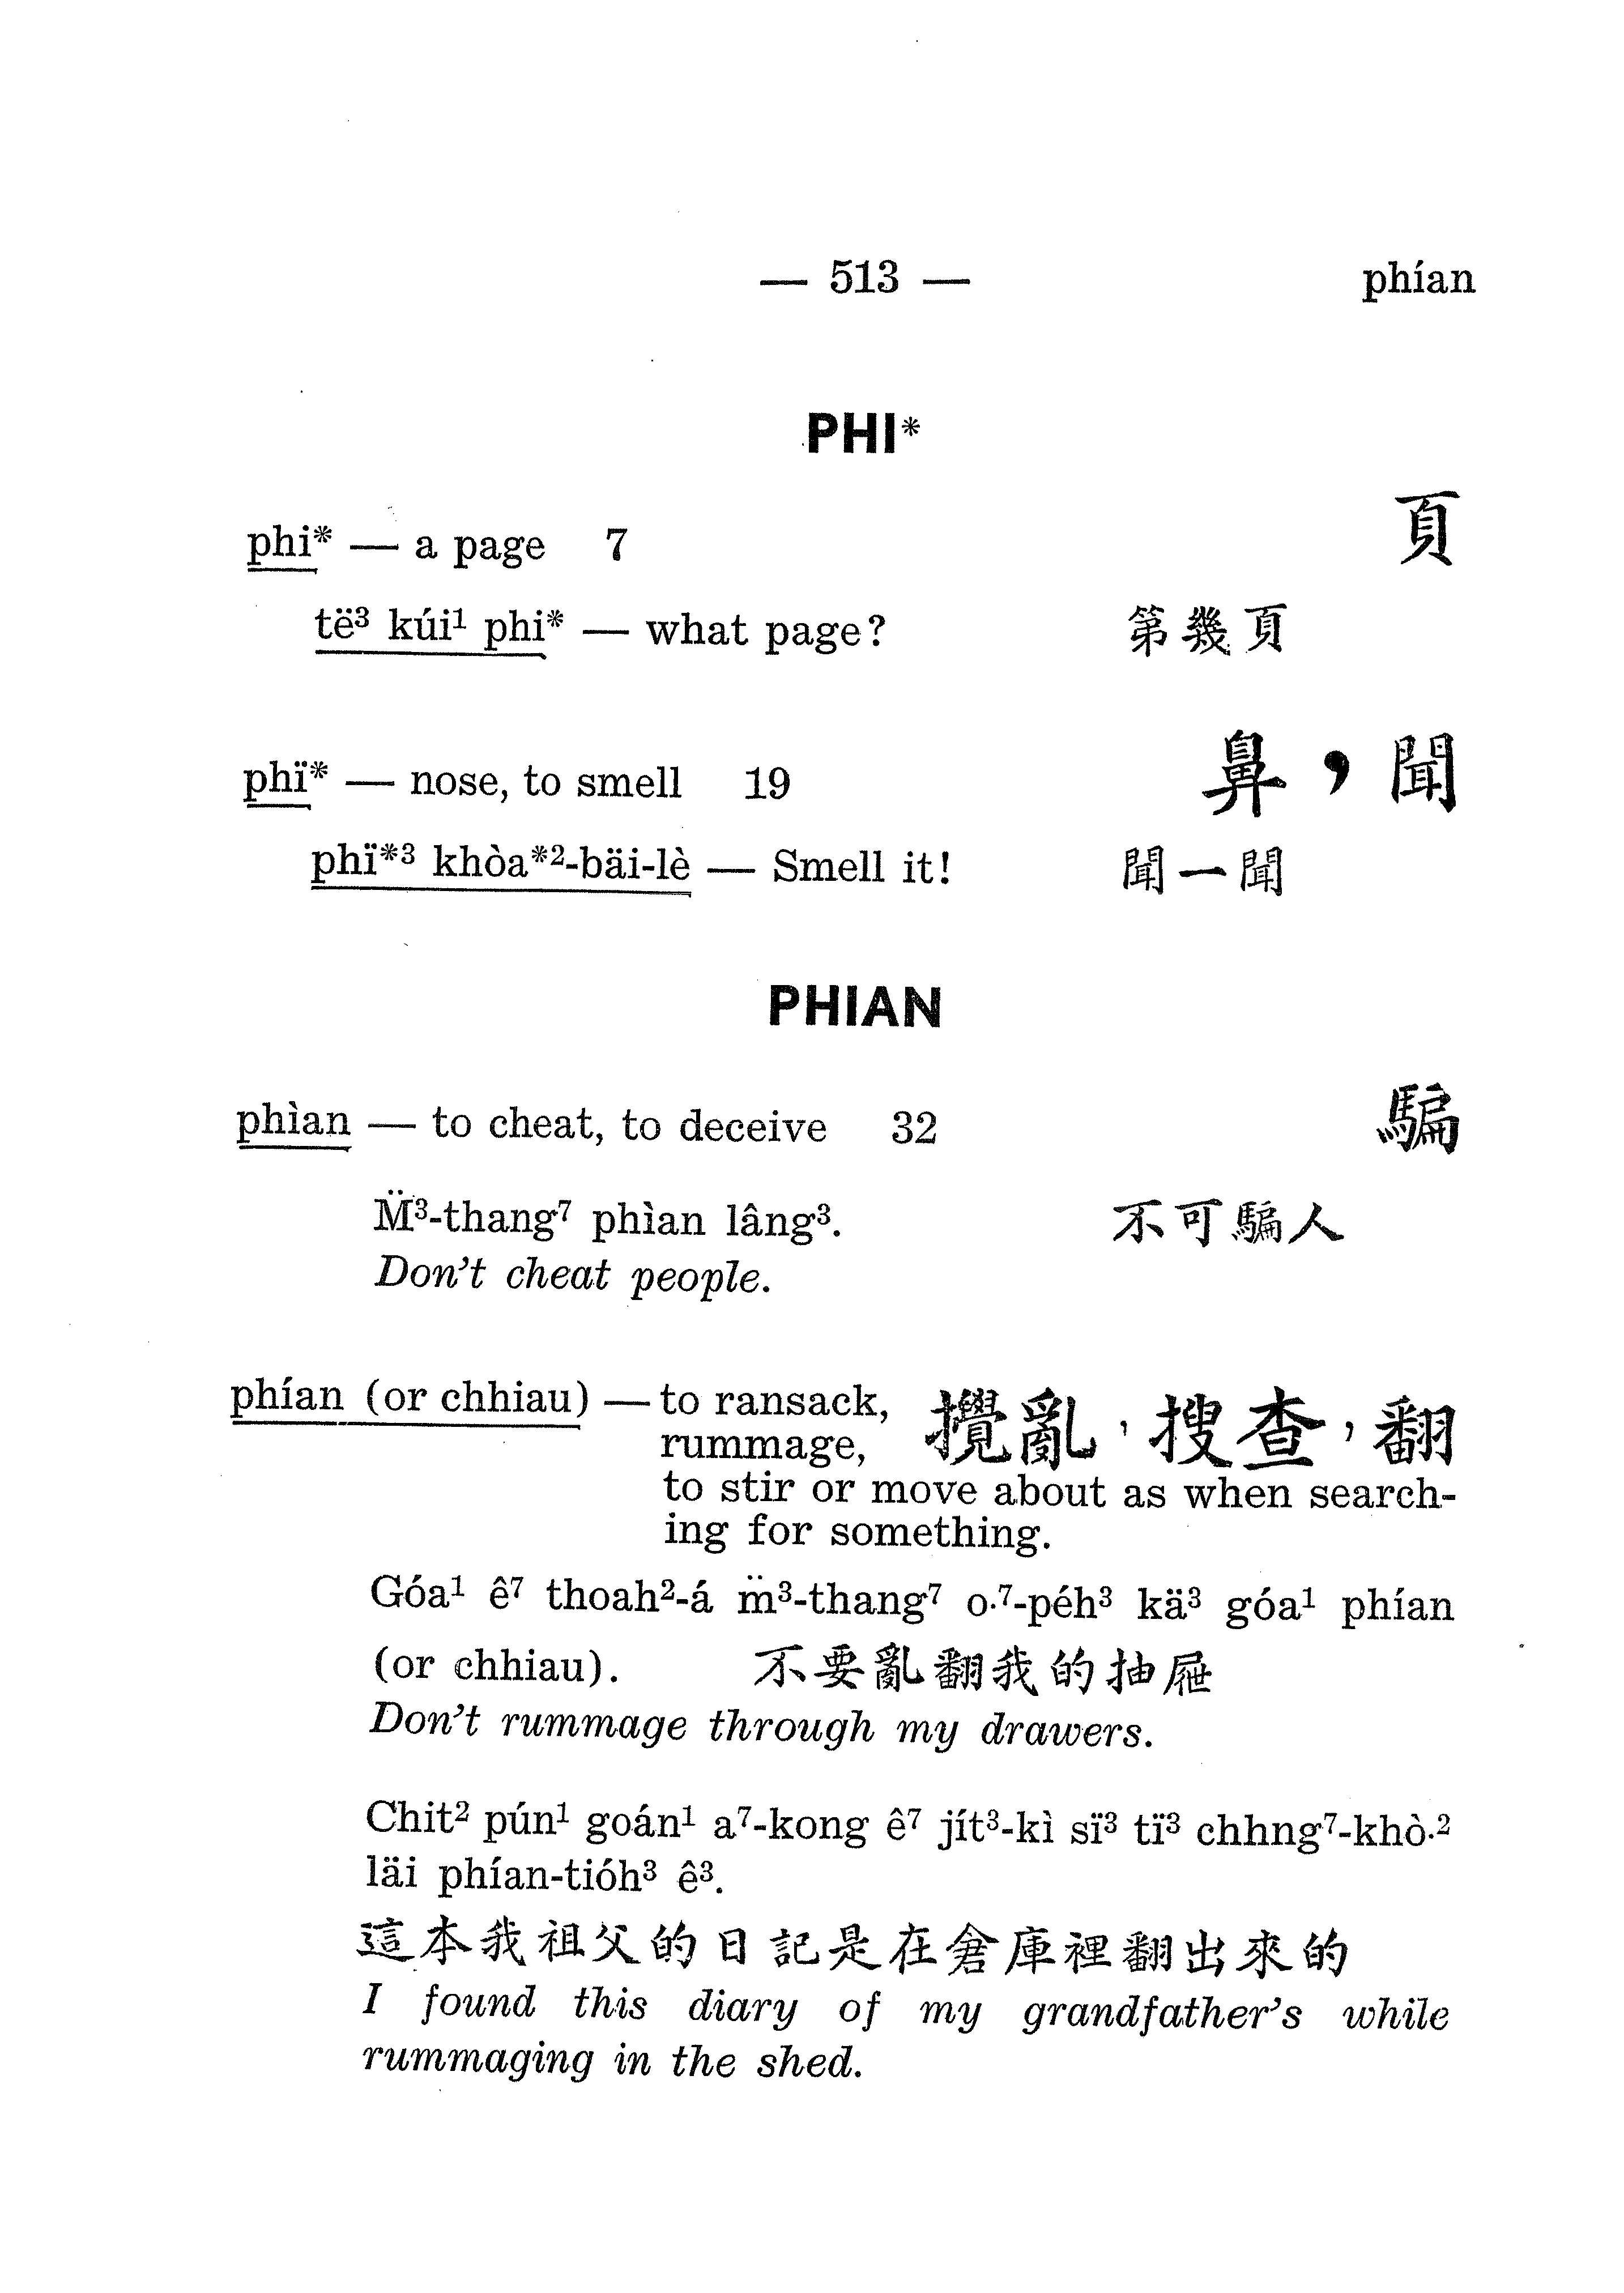 — 513 — phían
PHI*
phi* — a page 7 頁
të³ kúi¹ phi* — what page? 第幾頁
phï* — nose, to smell 19 鼻，聞
phï*³ khòa*²-bäi-lè — Smell it! 聞一聞
PHIAN
phìan — to cheat, to deceive 32 騙
M̈³-thang⁷ phìan lâng³. 不可騙人
Don't cheat people.
phían (or chhiau) — to ransack, 攪亂，搜查，翻
rummage,
to stir or move about as when search-
ing for something.
Góa¹ ê⁷ thoah²-á m̈³-thang⁷ o·⁷-péh³ kä³ góa¹ phían
(or chhiau). 不要亂翻我的抽屜
Don't rummage through my drawers.
Chit² pún¹ goán¹ a⁷-kong ê⁷ jít³-kì sï³ tï³ chhng⁷-khò·²
läi phían-tióh³ ê³.
這本我祖父的日記是在倉庫裡翻出來的
I found this diary of my grandfather's while
rummaging in the shed.